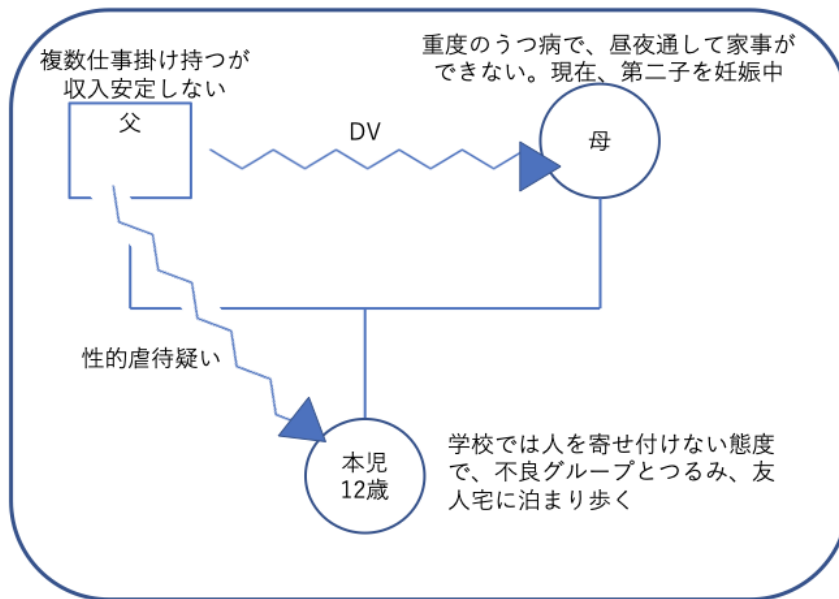 複数仕事掛け持つが
収入安定しない
父
重度のうつ病で、昼夜通して家事が
できない。現在、第二子を妊娠中
母
DV
性的虐待疑い
本児
12歳
学校では人を寄せ付けない態度
で、不良グループとつるみ、友
人宅に泊まり歩く